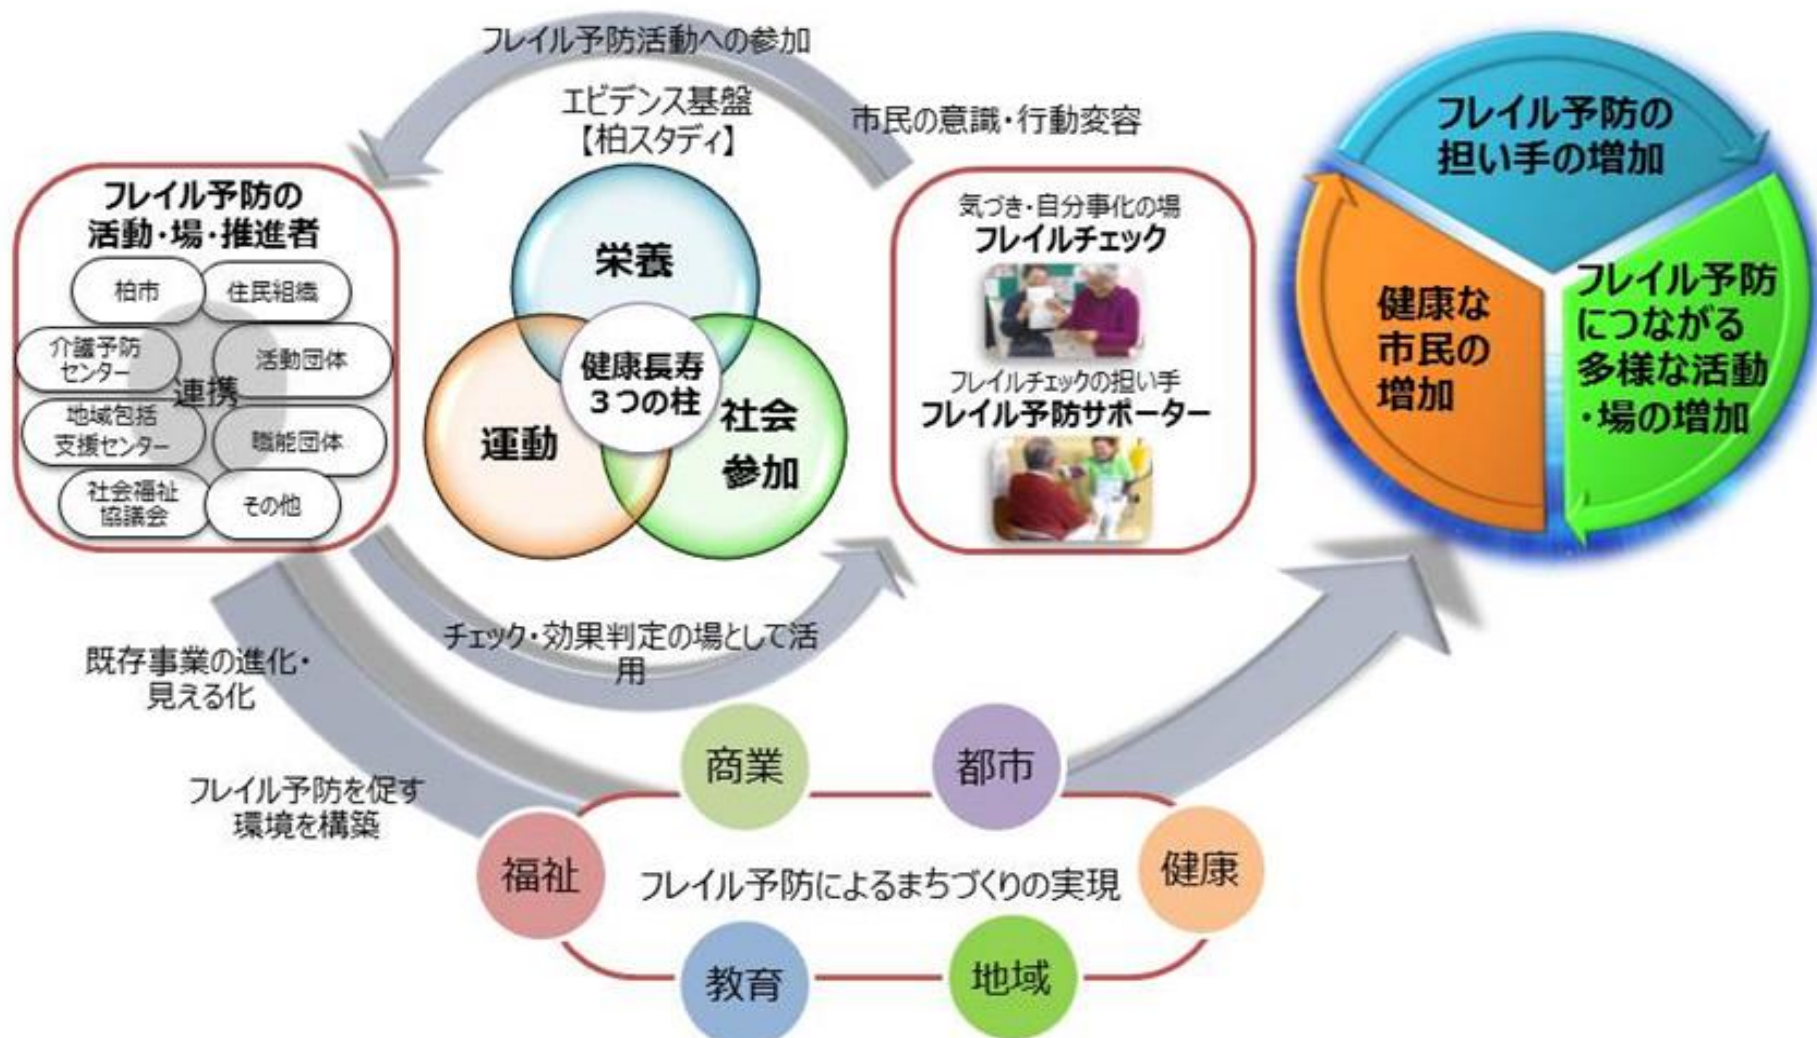 フレイル予防活動への参加
エビデンス基盤
【柏スタディ】
市民の意識・行動変容
フレイル予防の
活動・場・推進者
柏市
住民組織
介護予防
センター
活動団体
連携
地域包括
支援センター
職能団体
社会福祉
協議会
その他
栄養
健康長寿
3つの柱
運動
社会
参加
気づき・自分事化の場
フレイルチェック
フレイルチェックの担い手
フレイル予防サポーター
フレイル予防の
担い手の増加
健康な
市民の
増加
フレイル予防
につながる
多様な活動
・場の増加
チェック・効果判定の場として活
用
既存事業の進化・
見える化
フレイル予防を促す
環境を構築
商業
都市
福祉
健康
フレイル予防によるまちづくりの実現
教育
地域